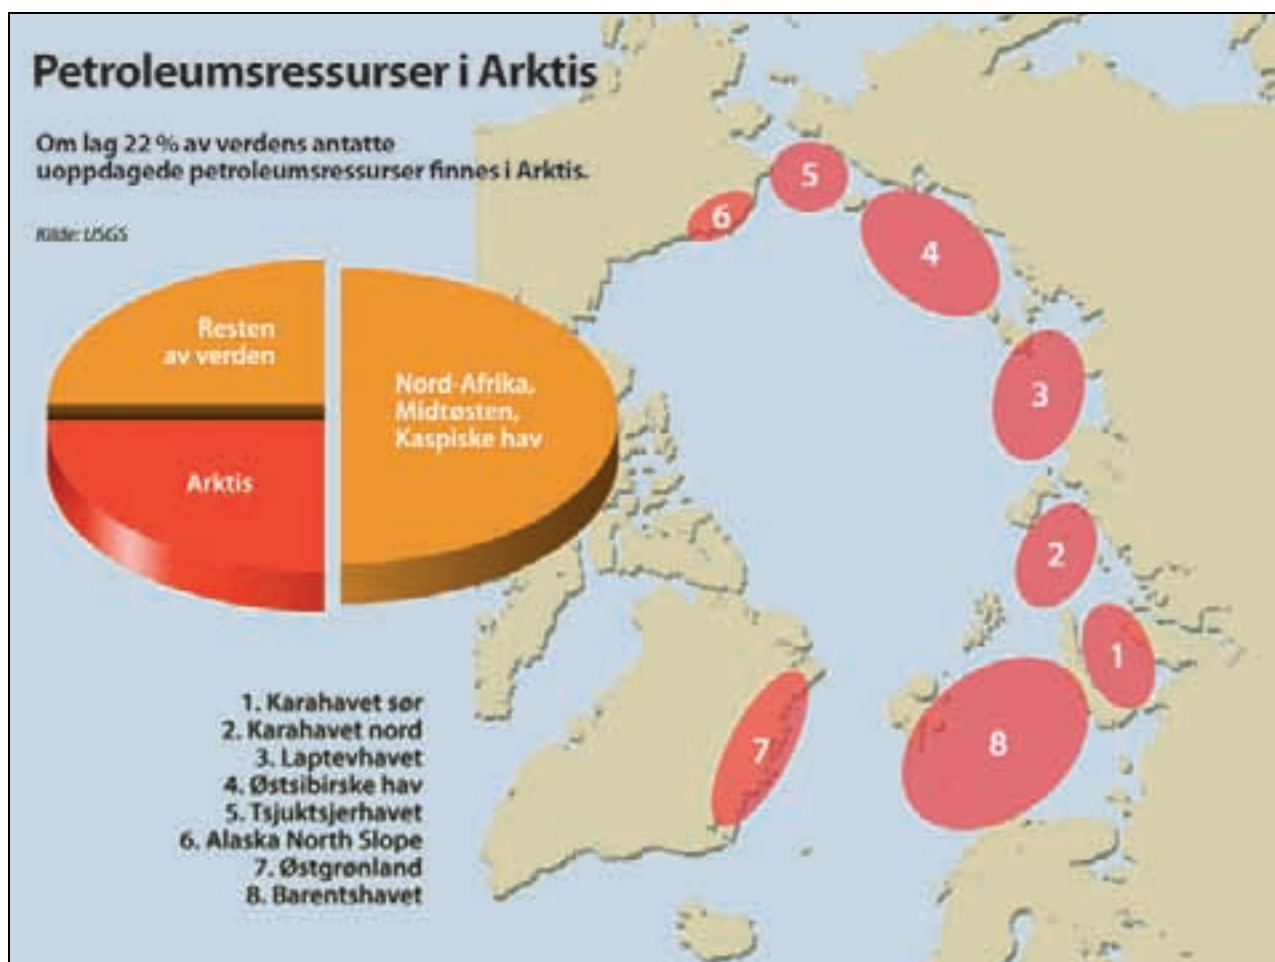 Petroleumsressurser i Arktis
Om lag 22 % av verdens antatte
uoppdagede petroleumsressurser finnes i Arktis.
Kilde: USGS
Resten
av verden
Nord-Afrika,
Midtøsten,
Kaspiske hav
Arktis
5
6
4
3
2
1
8
7
1. Karahavet sør
2. Karahavet nord
3. Laptevhavet
4. Østsibirske hav
5. Tsjuktsjerhavet
6. Alaska North Slope
7. Østgrønland
8. Barentshavet